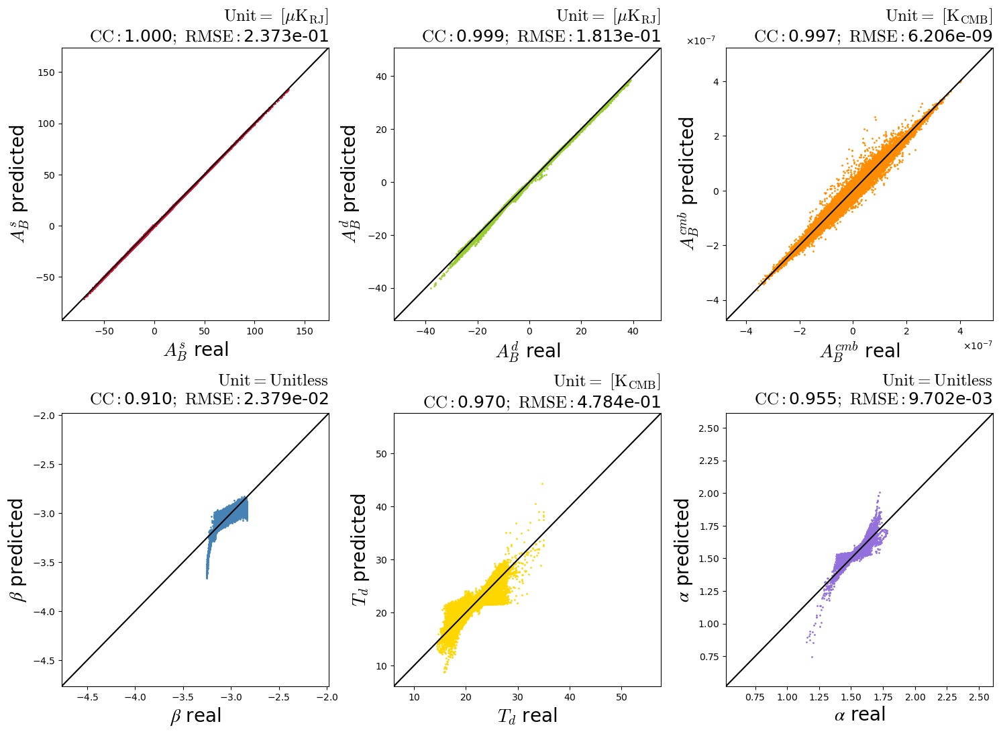 Unit = [μK_RJ]
CC: 1.000; RMSE: 2.373e-01
150
100
50
0
−50
A_B^s predicted
−50 0 50 100 150
A_B^s real
Unit = [μK_RJ]
CC: 0.999; RMSE: 1.813e-01
40
20
0
−20
−40
A_B^d predicted
−40 −20 0 20 40
A_B^d real
Unit = [K_CMB]
CC: 0.997; RMSE: 6.206e-09
×10^−7
4
2
0
−2
−4
A_B^cmb predicted
−4 −2 0 2 4
×10^−7
A_B^cmb real
Unit = Unitless
CC: 0.910; RMSE: 2.379e-02
−2.0
−2.5
−3.0
−3.5
−4.0
−4.5
β predicted
−4.5 −4.0 −3.5 −3.0 −2.5 −2.0
β real
Unit = [K_CMB]
CC: 0.970; RMSE: 4.784e-01
50
40
30
20
10
T_d predicted
10 20 30 40 50
T_d real
Unit = Unitless
CC: 0.955; RMSE: 9.702e-03
2.50
2.25
2.00
1.75
1.50
1.25
1.00
0.75
α predicted
0.75 1.00 1.25 1.50 1.75 2.00 2.25 2.50
α real